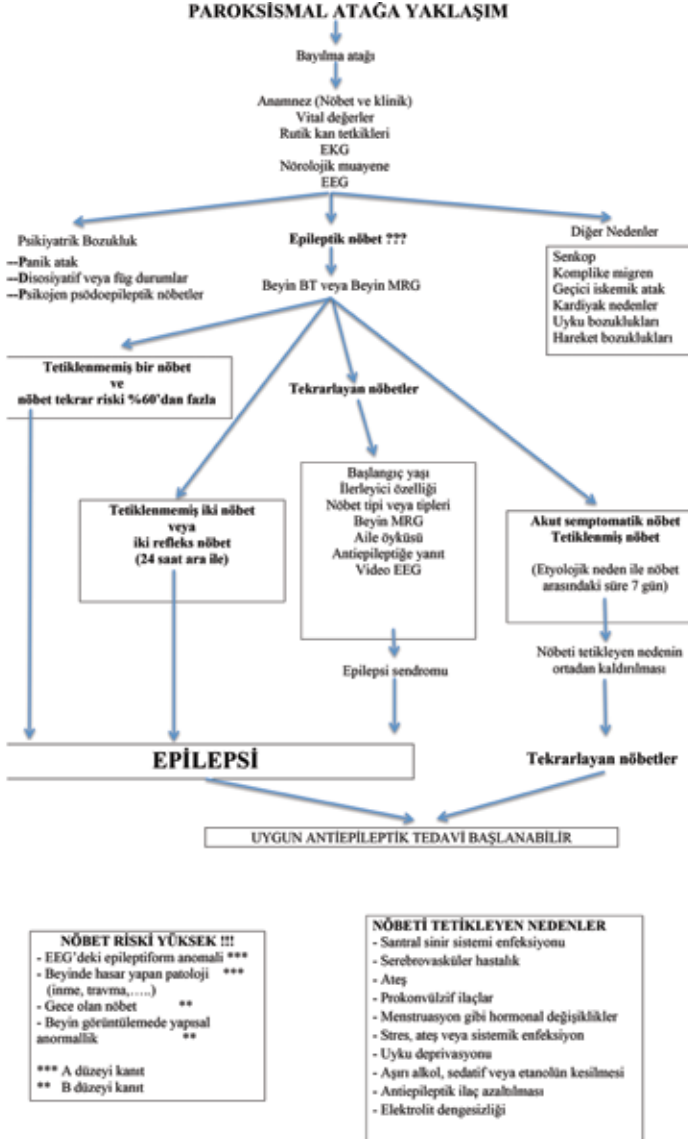 PAROKSİSMAL ATAĞA YAKLAŞIM
Bayılma atağı
Anamnez (Nöbet ve klinik)
Vital değerler
Rutik kan tetkikleri
EKG
Nörolojik muayene
EEG
Psikiyatrik Bozukluk
---Panik atak
---Disosiyatif veya füg durumlar
---Psikojen psödoepileptik nöbetler
Epileptik nöbet ???
Beyin BT veya Beyin MRG
Diğer Nedenler
Senkop
Komplike migren
Geçici iskemik atak
Kardiyak nedenler
Uyku bozuklukları
Hareket bozuklukları
Tetiklenmemiş bir nöbet
ve
nöbet tekrar riski %60'dan fazla
Tekrarlayan nöbetler
Tetiklenmemiş iki nöbet
veya
iki refleks nöbet
(24 saat ara ile)
Başlangıç yaşı
İlerleyici özelliği
Nöbet tipi veya tipleri
Beyin MRG
Aile öyküsü
Antiepileptiğe yanıt
Video EEG
Akut semptomatik nöbet
Tetiklenmiş nöbet
(Etyolojik neden ile nöbet
arasındaki süre 7 gün)
Epilepsi sendromu
Nöbeti tetikleyen nedenin
ortadan kaldırılması
EPİLEPSİ
Tekrarlayan nöbetler
UYGUN ANTİEPİLEPTİK TEDAVİ BAŞLANABİLİR
NÖBET RİSKİ YÜKSEK !!!
- EEG'deki epileptiform anomali ***
- Beyinde hasar yapan patoloji ***
(inme, travma,.....)
- Gece olan nöbet **
- Beyin görüntülemede yapısal
anormallik **
*** A düzeyi kanıt
** B düzeyi kanıt
NÖBETİ TETİKLEYEN NEDENLER
- Santral sinir sistemi enfeksiyonu
- Serebrovasküler hastalık
- Ateş
- Prokonvülzif ilaçlar
- Menstruasyon gibi hormonal değişiklikler
- Stres, ateş veya sistemik enfeksiyon
- Uyku deprivasyonu
- Aşırı alkol, sedatif veya etanolün kesilmesi
- Antiepileptik ilaç azaltılması
- Elektrolit dengesizliği